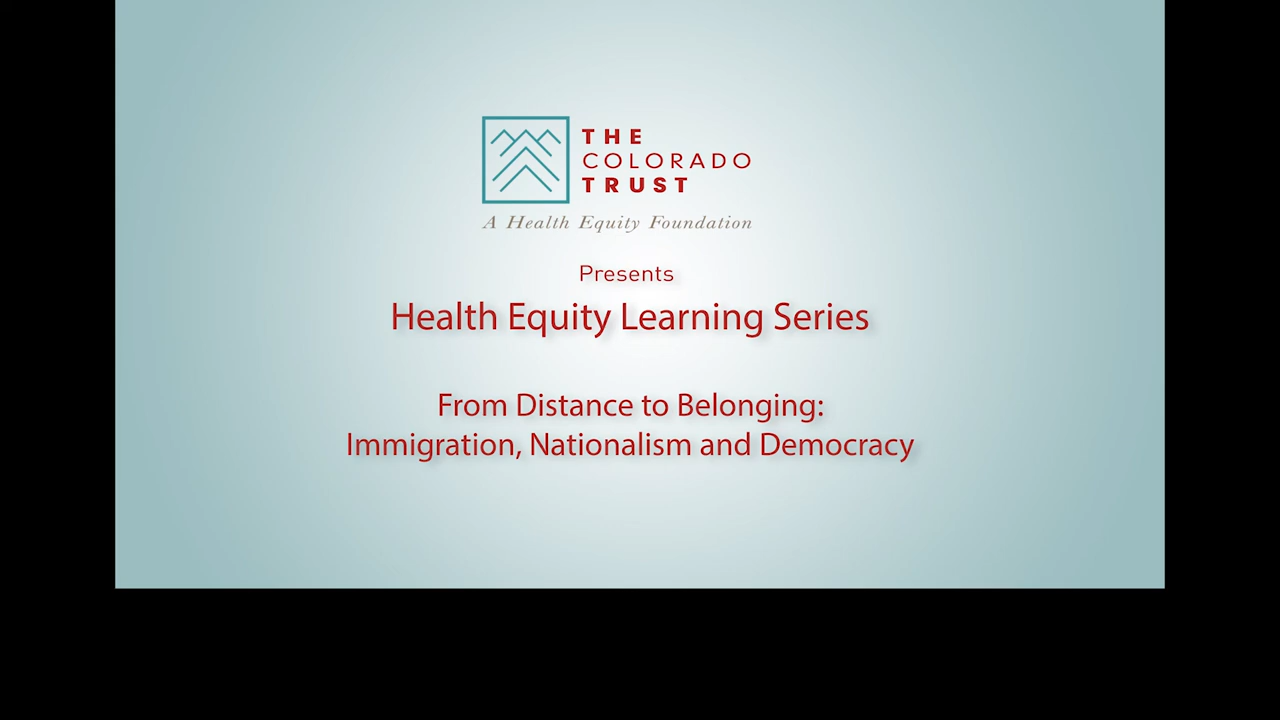 THE
COLORADO
TRUST
A Health Equity Foundation
Presents
Health Equity Learning Series
From Distance to Belonging:
Immigration, Nationalism and Democracy